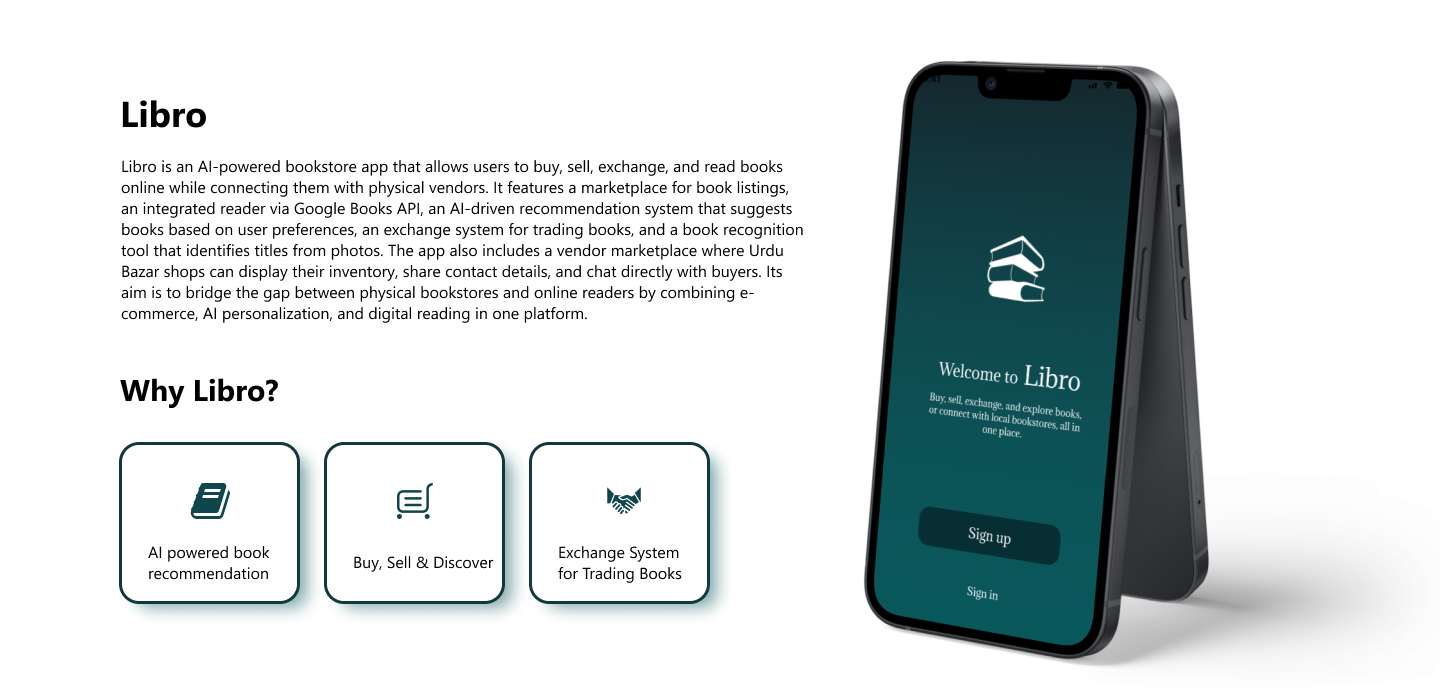 Libro
Libro is an AI-powered bookstore app that allows users to buy, sell, exchange, and read books
online while connecting them with physical vendors. It features a marketplace for book listings,
an integrated reader via Google Books API, an AI-driven recommendation system that suggests
books based on user preferences, an exchange system for trading books, and a book recognition
tool that identifies titles from photos. The app also includes a vendor marketplace where Urdu
Bazar shops can display their inventory, share contact details, and chat directly with buyers. Its
aim is to bridge the gap between physical bookstores and online readers by combining e-
commerce, AI personalization, and digital reading in one platform.
Why Libro?
AI powered book
recommendation
Buy, Sell & Discover
Exchange System
for Trading Books
Welcome to Libro
Buy, sell, exchange, and explore books,
or connect with local bookstores, all in
one place.
Sign up
Sign in